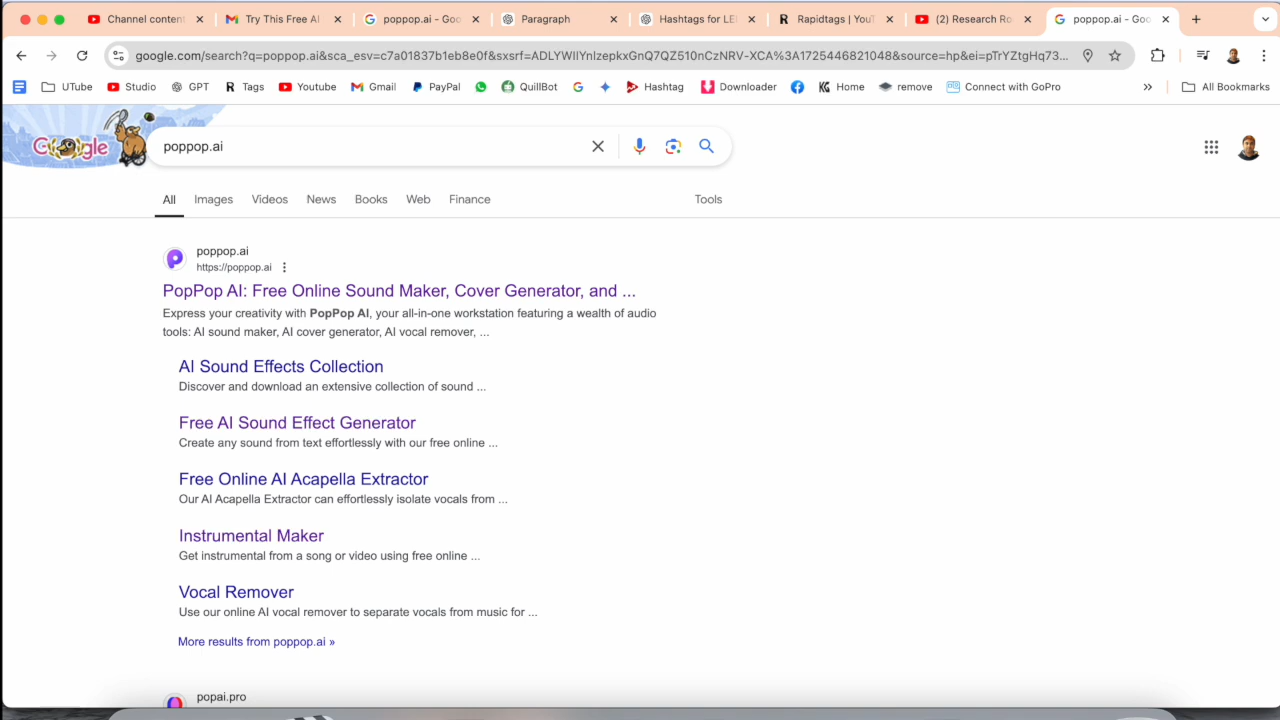 Channel content
Try This Free AI
poppop.ai - Goo
Paragraph
Hashtags for LE
Rapidtags | YouT
(2) Research Ro
poppop.ai - Goo
google.com/search?q=poppop.ai&sca_esv=c7a01837b1eb8e0f&sxsrf=ADLYWIlYnIzepkxGnQ7QZ510nCzNRV-XCA%3A1725446821048&source=hp&ei=pTrYZtgHq73...
UTube
Studio
GPT
Tags
Youtube
Gmail
PayPal
QuillBot
Hashtag
Downloader
Home
remove
Connect with GoPro
»
All Bookmarks
Google
poppop.ai
All
Images
Videos
News
Books
Web
Finance
Tools
poppop.ai
https://poppop.ai
PopPop AI: Free Online Sound Maker, Cover Generator, and ...
Express your creativity with PopPop AI, your all-in-one workstation featuring a wealth of audio
tools: AI sound maker, AI cover generator, AI vocal remover, ...
AI Sound Effects Collection
Discover and download an extensive collection of sound ...
Free AI Sound Effect Generator
Create any sound from text effortlessly with our free online ...
Free Online AI Acapella Extractor
Our AI Acapella Extractor can effortlessly isolate vocals from ...
Instrumental Maker
Get instrumental from a song or video using free online ...
Vocal Remover
Use our online AI vocal remover to separate vocals from music for ...
More results from poppop.ai »
popai.pro